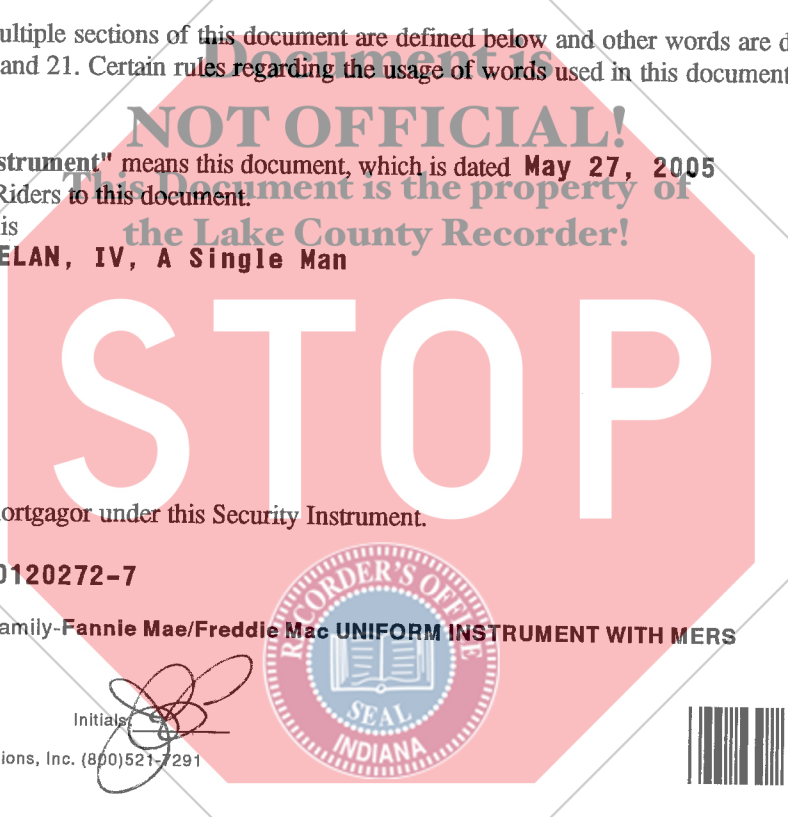 ultiple sections of this document are defined below and other words are d
Document is
and 21. Certain rules regarding the usage of words used in this document
NOT OFFICIAL!
strument" means this document, which is dated May 27, 2005
This Document is the property of
Riders to this document.
is
the Lake County Recorder!
ELAN, IV, A Single Man
STOP
ortgagor under this Security Instrument.
0120272-7
RECORDER'S OFFICE
amily-Fannie Mae/Freddie Mac UNIFORM INSTRUMENT WITH MERS
SEAL
INDIANA
Initials:
ions, Inc. (800)521-7291